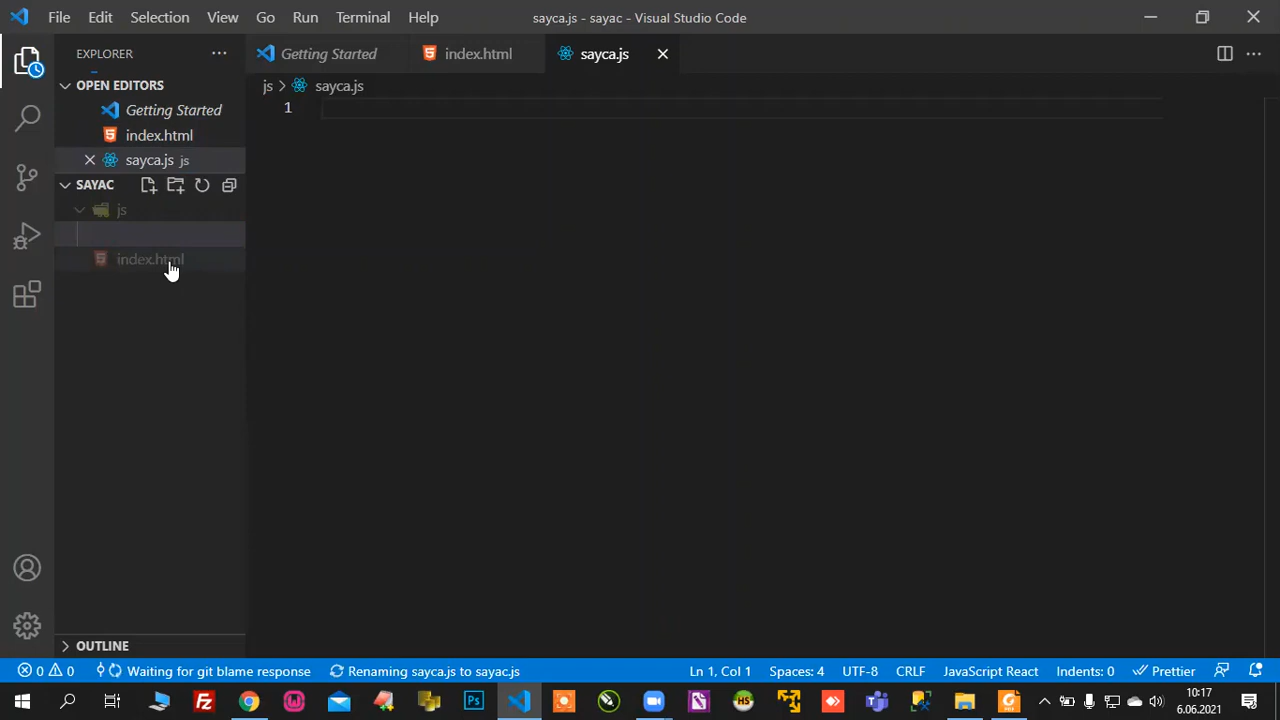 File Edit Selection View Go Run Terminal Help sayca.js - sayac - Visual Studio Code
EXPLORER Getting Started index.html sayca.js
OPEN EDITORS js sayca.js
Getting Started 1
index.html
sayca.js js
SAYAC
js
index.html
OUTLINE
0 0 Waiting for git blame response Renaming sayca.js to sayac.js Ln 1, Col 1 Spaces: 4 UTF-8 CRLF JavaScript React Indents: 0 Prettier
10:17
6.06.2021